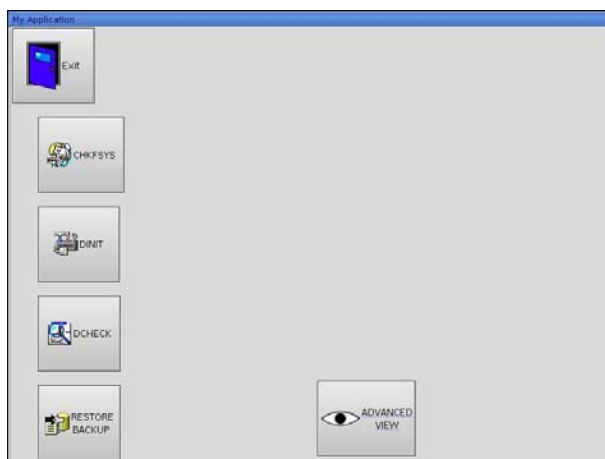 My Application
Exit
CHKFSYS
DINIT
DCHECK
RESTORE
BACKUP
ADVANCED
VIEW